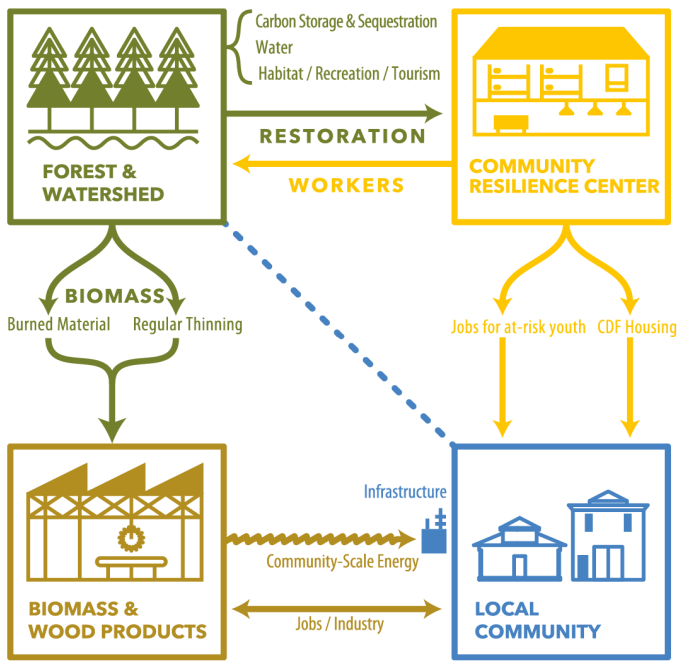 Carbon Storage & Sequestration
Water
Habitat / Recreation / Tourism
RESTORATION
WORKERS
FOREST &
WATERSHED
COMMUNITY
RESILIENCE CENTER
BIOMASS
Burned Material
Regular Thinning
Jobs for at-risk youth
CDF Housing
Infrastructure
Community-Scale Energy
Jobs / Industry
BIOMASS &
WOOD PRODUCTS
LOCAL
COMMUNITY